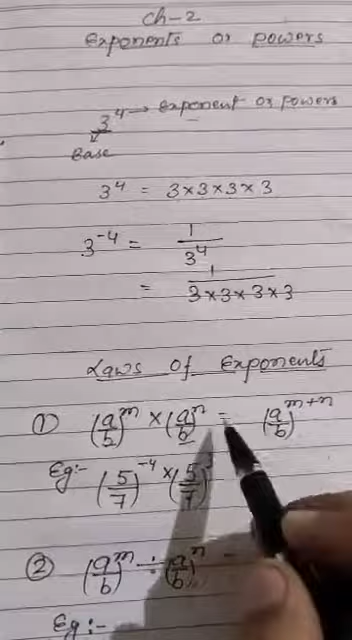 Ch-2
Exponents or powers
3⁴ → exponent or powers
Base
3⁴ = 3×3×3×3
3⁻⁴ = 1/3⁴
= 1/3×3×3×3
Laws of Exponents
① (a/b)ᵐ × (a/b)ⁿ = (a/b)ᵐ⁺ⁿ
Eg:- (5/7)⁻⁴ × (5/7)
② (a/b)ᵐ ÷ (a/b)ⁿ =
Eg:-